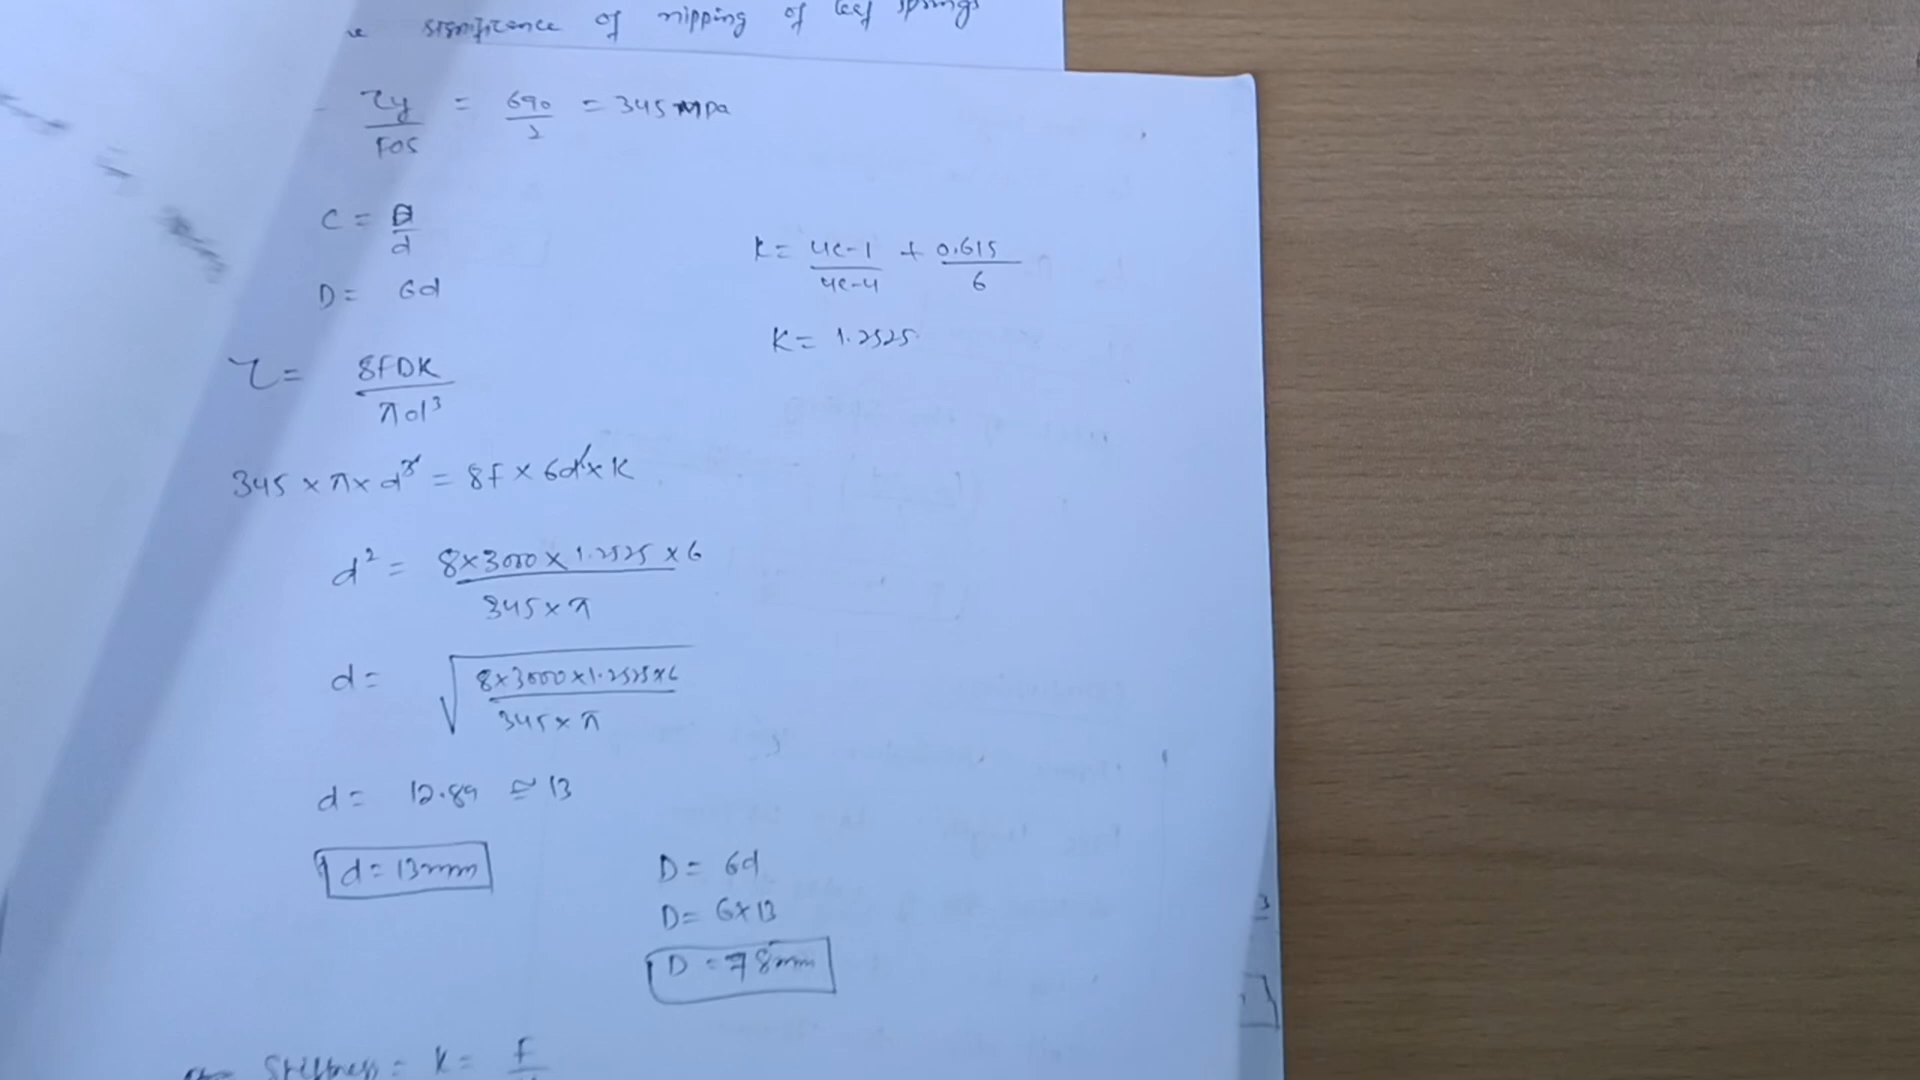 significance of nipping of leef springs
τy/FOS = 690/2 = 345 MPa
C = D/d
D = 6d
K = 4C-1/4C-4 + 0.615/6
K = 1.2525
τ = 8FDK/πd³
345 × π × d³ = 8F × 6d × K
d² = 8×3000×1.2525×6/345×π
d = √8×3000×1.2525×6/345×π
d = 12.89 ≅ 13
d = 13mm
D = 6d
D = 6×13
D = 78mm
Stiffness = K = F
3